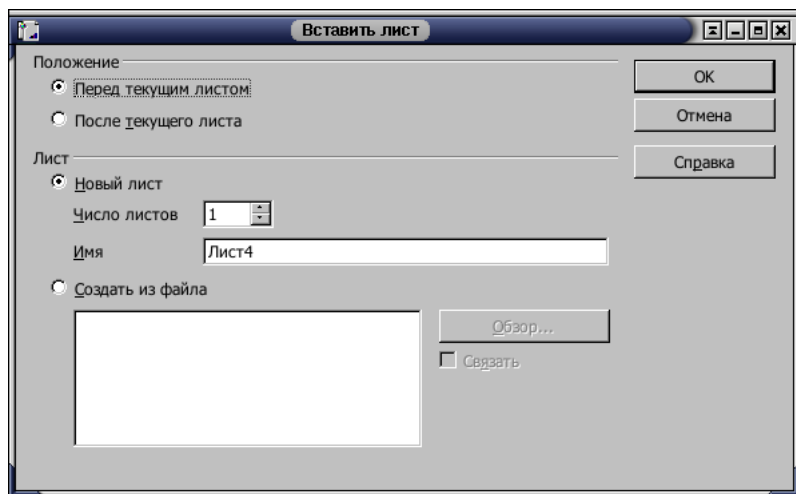 Вставить лист
Положение
Перед текущим листом
После текущего листа
OK
Отмена
Справка
Лист
Новый лист
Число листов 1
Имя Лист4
Создать из файла
Обзор...
Связать